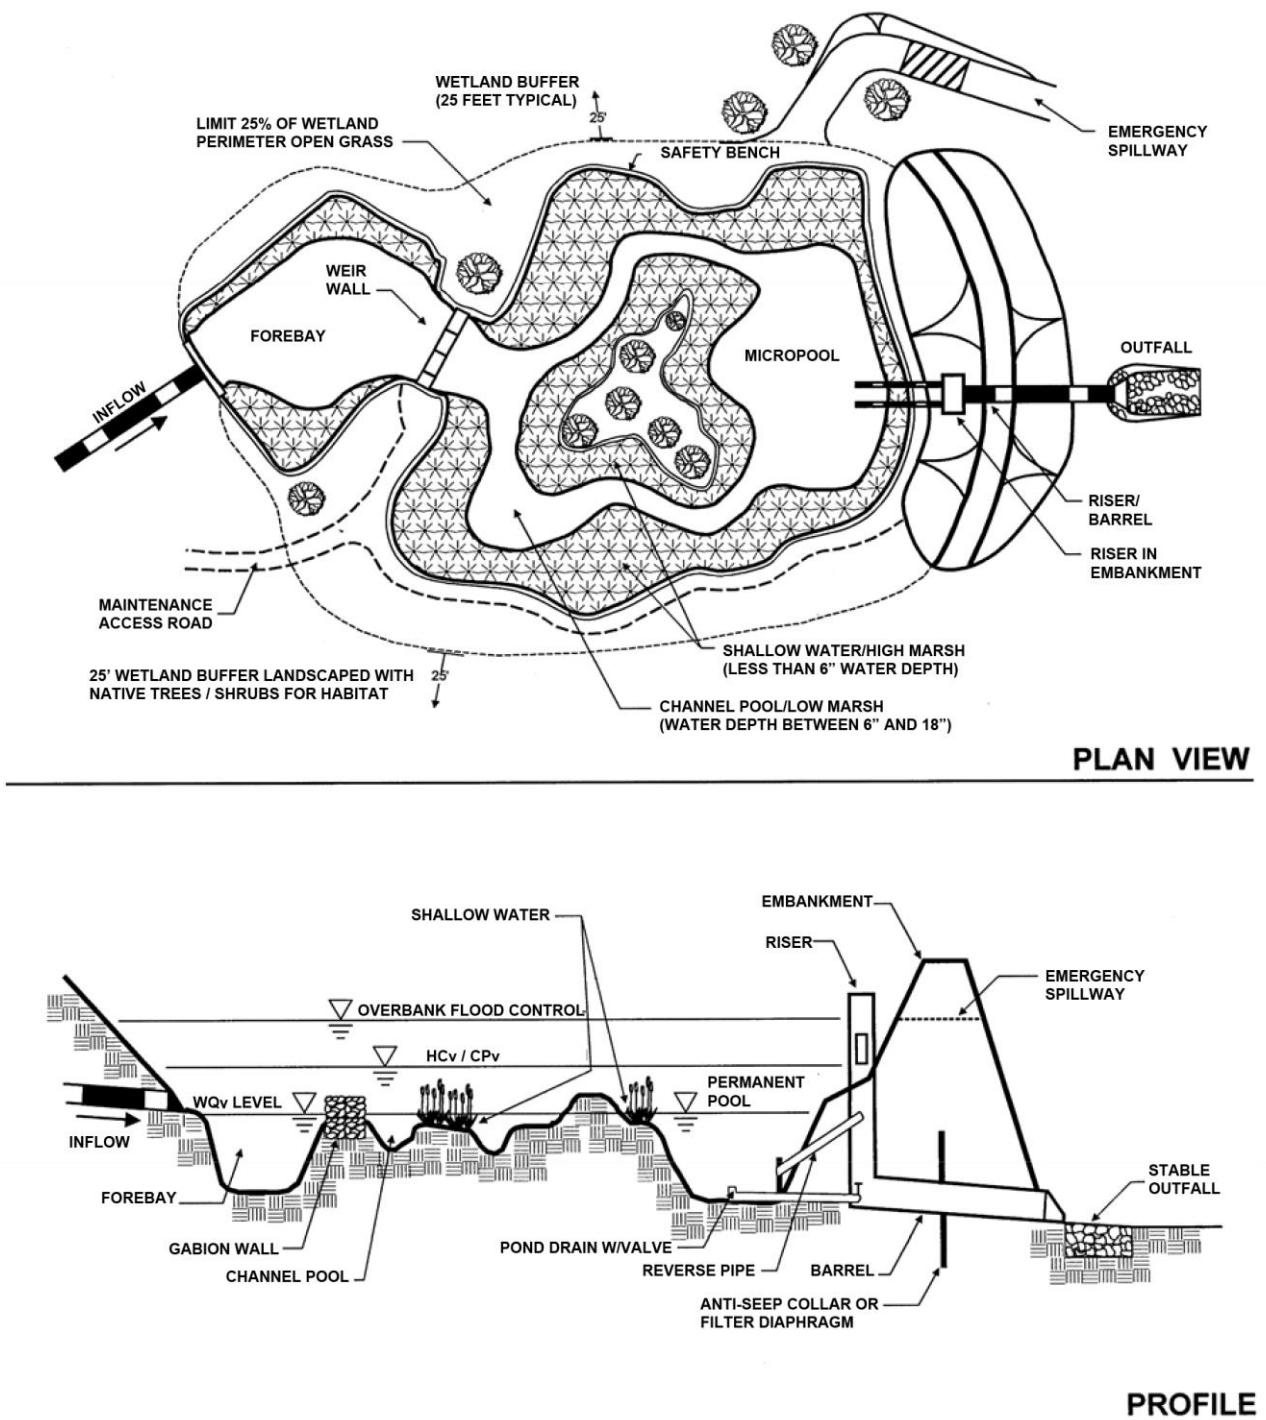 WETLAND BUFFER
(25 FEET TYPICAL)
25'
LIMIT 25% OF WETLAND
PERIMETER OPEN GRASS
SAFETY BENCH
EMERGENCY
SPILLWAY
WEIR
WALL
FOREBAY
MICROPOOL
OUTFALL
INFLOW
RISER/
BARREL
RISER IN
EMBANKMENT
MAINTENANCE
ACCESS ROAD
SHALLOW WATER/HIGH MARSH
(LESS THAN 6” WATER DEPTH)
25’ WETLAND BUFFER LANDSCAPED WITH
NATIVE TREES / SHRUBS FOR HABITAT
25'
CHANNEL POOL/LOW MARSH
(WATER DEPTH BETWEEN 6” AND 18”)
PLAN VIEW
EMBANKMENT
SHALLOW WATER
RISER
EMERGENCY
SPILLWAY
OVERBANK FLOOD CONTROL
HCv / CPv
PERMANENT
POOL
WQv LEVEL
INFLOW
STABLE
OUTFALL
FOREBAY
GABION WALL
POND DRAIN W/VALVE
REVERSE PIPE
BARREL
CHANNEL POOL
ANTI-SEEP COLLAR OR
FILTER DIAPHRAGM
PROFILE